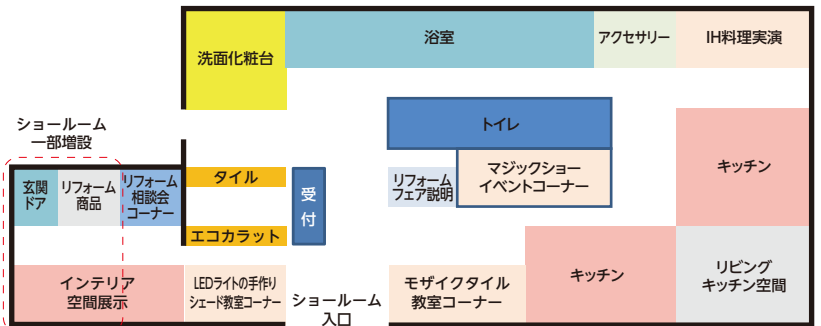 洗面化粧台
浴室
アクセサリー
IH料理実演
ショールーム
一部増設
トイレ
キッチン
玄関
ドア
リフォーム
商品
リフォーム
相談会
コーナー
タイル
受
付
リフォーム
フェア説明
マジックショー
イベントコーナー
エコカラット
インテリア
空間展示
LEDライトの手作り
シェード教室コーナー
ショールーム
入口
モザイクタイル
教室コーナー
キッチン
リビング
キッチン空間